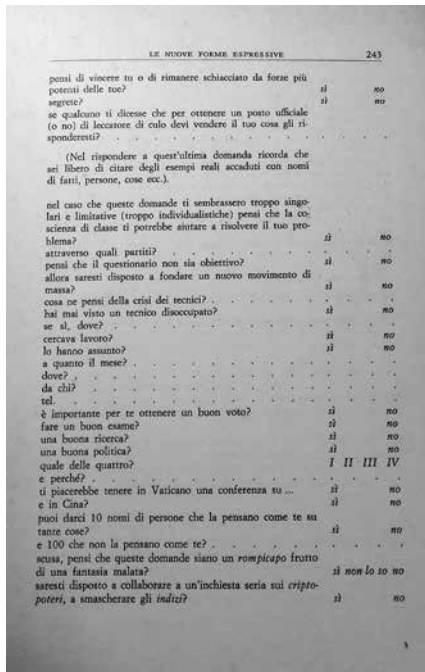 LE NUOVE FORME ESPRESSIVE 243
pensi di vincere tu o di rimanere schiacciato da forze più
potenti delle tue? sì no
segrete? sì no
se qualcuno ti dicesse che per ottenere un posto ufficiale
(o no) di leccatore di culo devi vendere il tuo cosa gli ri-
sponderesti? . . . . . . . . . . . . .
(Nel rispondere a quest'ultima domanda ricorda che
sei libero di citare degli esempi reali accaduti con nomi
di fatti, persone, cose ecc.).
nel caso che queste domande ti sembrassero troppo singo-
lari e limitative (troppo individualistiche) pensi che la co-
scienza di classe ti potrebbe aiutare a risolvere il tuo pro-
blema? sì no
attraverso quali partiti? . . . . . . . . . . .
pensi che il questionario non sia obiettivo? sì no
allora saresti disposto a fondare un nuovo movimento di
massa? sì no
cosa ne pensi della crisi dei tecnici? . . . . . . . . .
hai mai visto un tecnico disoccupato? sì no
se sì, dove? . . . . . . . . . . . . .
cercava lavoro? sì no
lo hanno assunto? sì no
a quanto il mese? . . . . . . . . . . . .
dove? . . . . . . . . . . . . . .
da chi? . . . . . . . . . . . . . .
tel. . . . . . . . . . . . . . .
è importante per te ottenere un buon voto? sì no
fare un buon esame? sì no
una buona ricerca? sì no
una buona politica? sì no
quale delle quattro? I II III IV
e perché? . . . . . . . . . . . . .
ti piacerebbe tenere in Vaticano una conferenza su ... sì no
e in Cina? sì no
puoi darci 10 nomi di persone che la pensano come te su
tante cose? sì no
e 100 che non la pensano come te? . . . . . . . . .
scusa, pensi che queste domande siano un rompicapo frutto
di una fantasia malata? sì non lo so no
saresti disposto a collaborare a un'inchiesta seria sui cripto-
poteri, a smascherare gli indizi? sì no